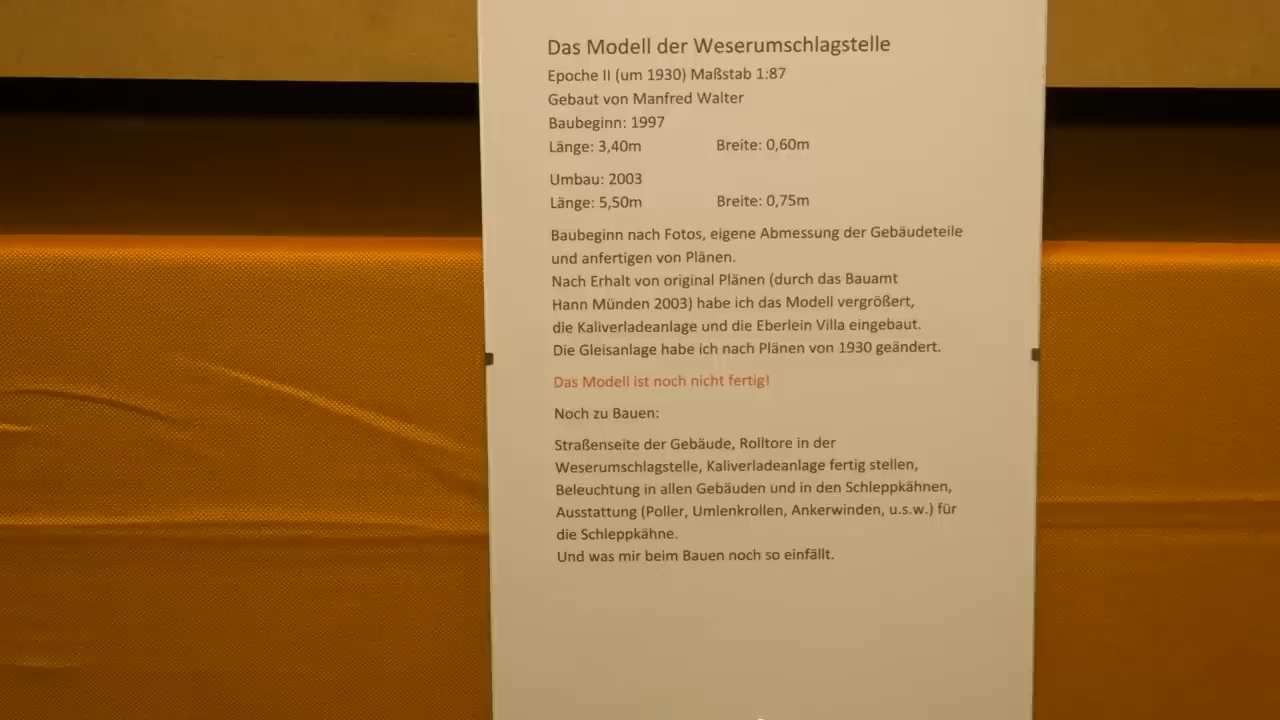 Das Modell der Weserumschlagstelle
Epoche II (um 1930) Maßstab 1:87
Gebaut von Manfred Walter
Baubeginn: 1997
Länge: 3,40m Breite: 0,60m
Umbau: 2003
Länge: 5,50m Breite: 0,75m
Baubeginn nach Fotos, eigene Abmessung der Gebäudeteile
und anfertigen von Plänen.
Nach Erhalt von original Plänen (durch das Bauamt
Hann Münden 2003) habe ich das Modell vergrößert,
die Kaliverladeanlage und die Eberlein Villa eingebaut.
Die Gleisanlage habe ich nach Plänen von 1930 geändert.
Das Modell ist noch nicht fertig!
Noch zu Bauen:
Straßenseite der Gebäude, Rolltore in der
Weserumschlagstelle, Kaliverladeanlage fertig stellen,
Beleuchtung in allen Gebäuden und in den Schleppkähnen,
Ausstattung (Poller, Umlenkrollen, Ankerwinden, u.s.w.) für
die Schleppkähne.
Und was mir beim Bauen noch so einfällt.